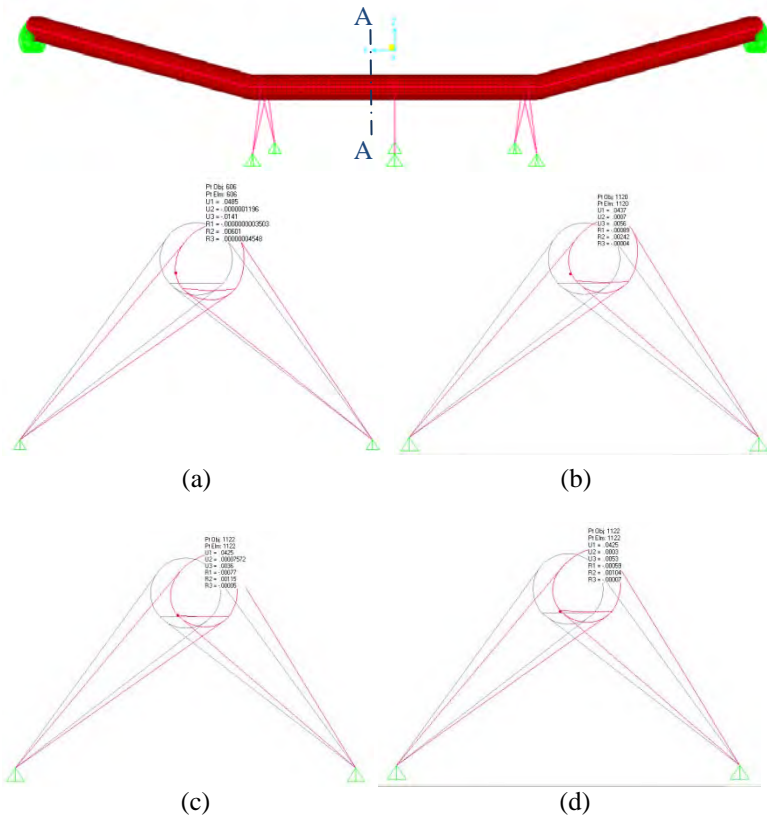 A
A
Pt Obj: 606
Pt Elm: 606
U1 = .0485
U2 = -.0000001196
U3 = -.0141
R1 = -.0000000003503
R2 = .00601
R3 = .00000004548
Pt Obj: 1120
Pt Elm: 1120
U1 = .0437
U2 = .0007
U3 = .0056
R1 = -.00089
R2 = .00242
R3 = -.00004
(a)
(b)
Pt Obj: 1122
Pt Elm: 1122
U1 = .0425
U2 = .00007572
U3 = .0036
R1 = -.00077
R2 = .00119
R3 = -.00005
Pt Obj: 1122
Pt Elm: 1122
U1 = .0425
U2 = .0003
U3 = .0053
R1 = -.00059
R2 = .00104
R3 = -.00007
(c)
(d)